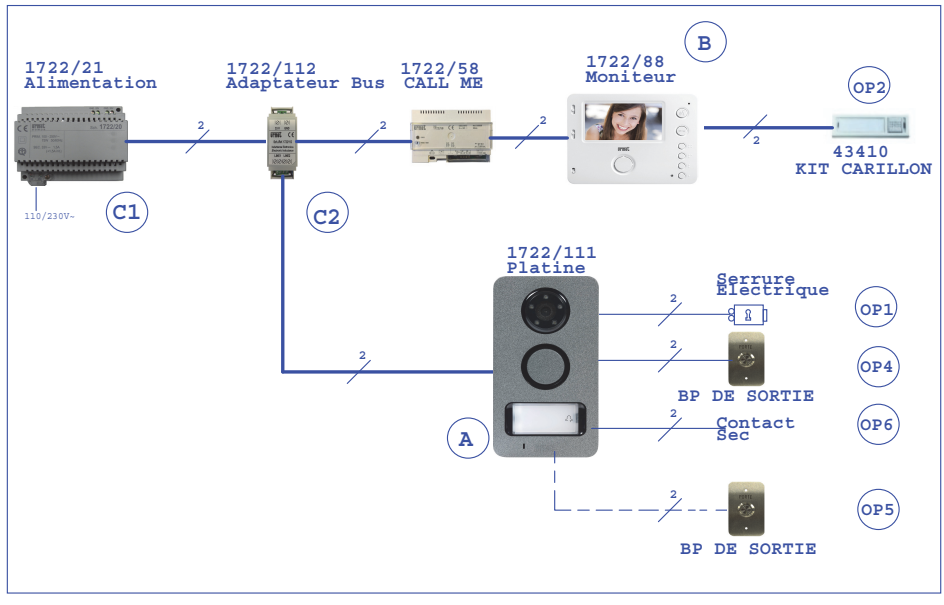 B
1722/88
Moniteur
1722/21
Alimentation
1722/112
Adaptateur Bus
1722/58
CALL ME
OP2
2
2
2
2
43410
KIT CARILLON
110/230V~
C1
C2
1722/111
Platine
Serrure
Electrique
2
OP1
2
2
OP4
BP DE SORTIE
A
2
Contact
Sec
OP6
2
OP5
BP DE SORTIE